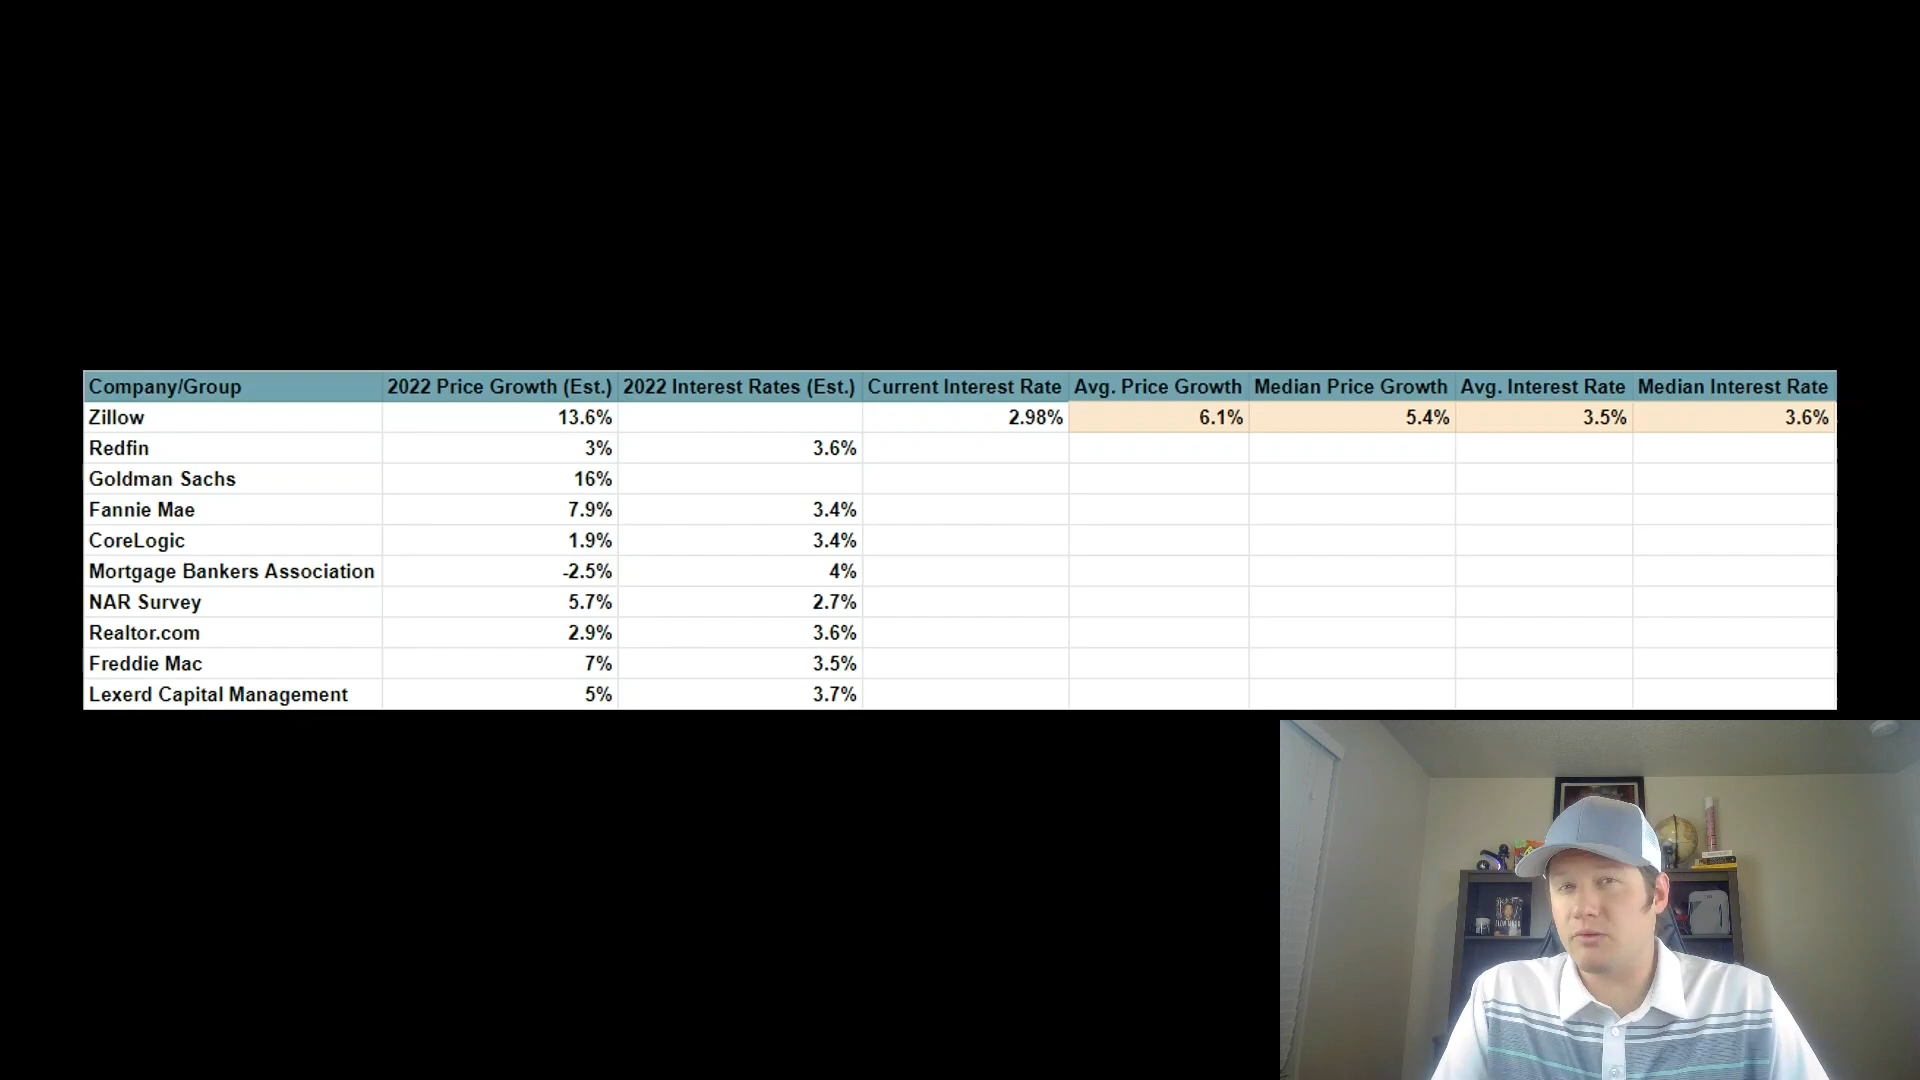 Company/Group 2022 Price Growth (Est.) 2022 Interest Rates (Est.) Current Interest Rate Avg. Price Growth Median Price Growth Avg. Interest Rate Median Interest Rate
Zillow 13.6% 2.98% 6.1% 5.4% 3.5% 3.6%
Redfin 3% 3.6%
Goldman Sachs 16%
Fannie Mae 7.9% 3.4%
CoreLogic 1.9% 3.4%
Mortgage Bankers Association -2.5% 4%
NAR Survey 5.7% 2.7%
Realtor.com 2.9% 3.6%
Freddie Mac 7% 3.5%
Lexerd Capital Management 5% 3.7%